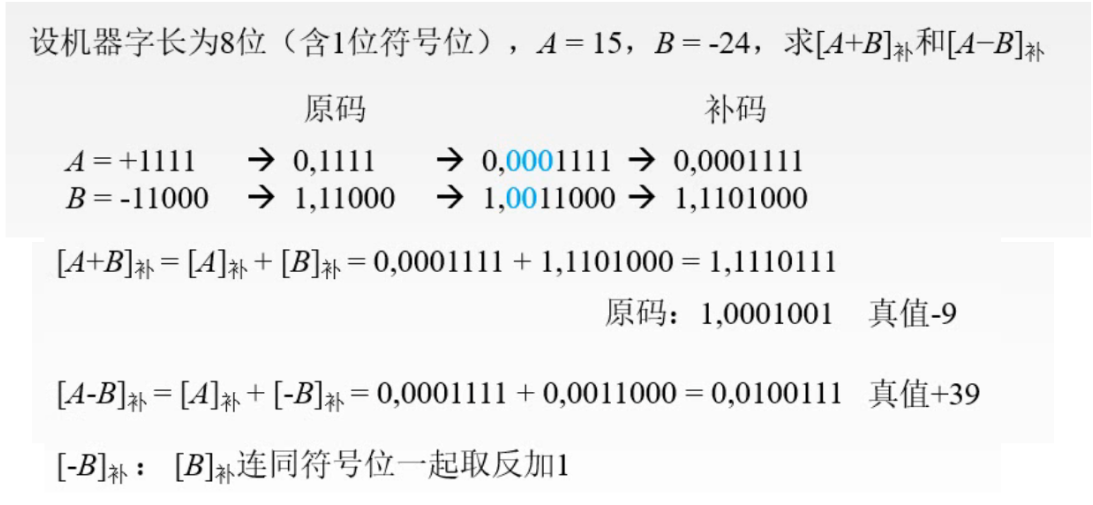 设机器字长为8位（含1位符号位），A = 15，B = -24，求[A+B]补和[A−B]补
原码 补码
A = +1111 → 0,1111 → 0,0001111 → 0,0001111
B = -11000 → 1,11000 → 1,0011000 → 1,1101000
[A+B]补 = [A]补 + [B]补 = 0,0001111 + 1,1101000 = 1,1110111
原码：1,0001001 真值-9
[A-B]补 = [A]补 + [-B]补 = 0,0001111 + 0,0011000 = 0,0100111 真值+39
[-B]补：[B]补连同符号位一起取反加1